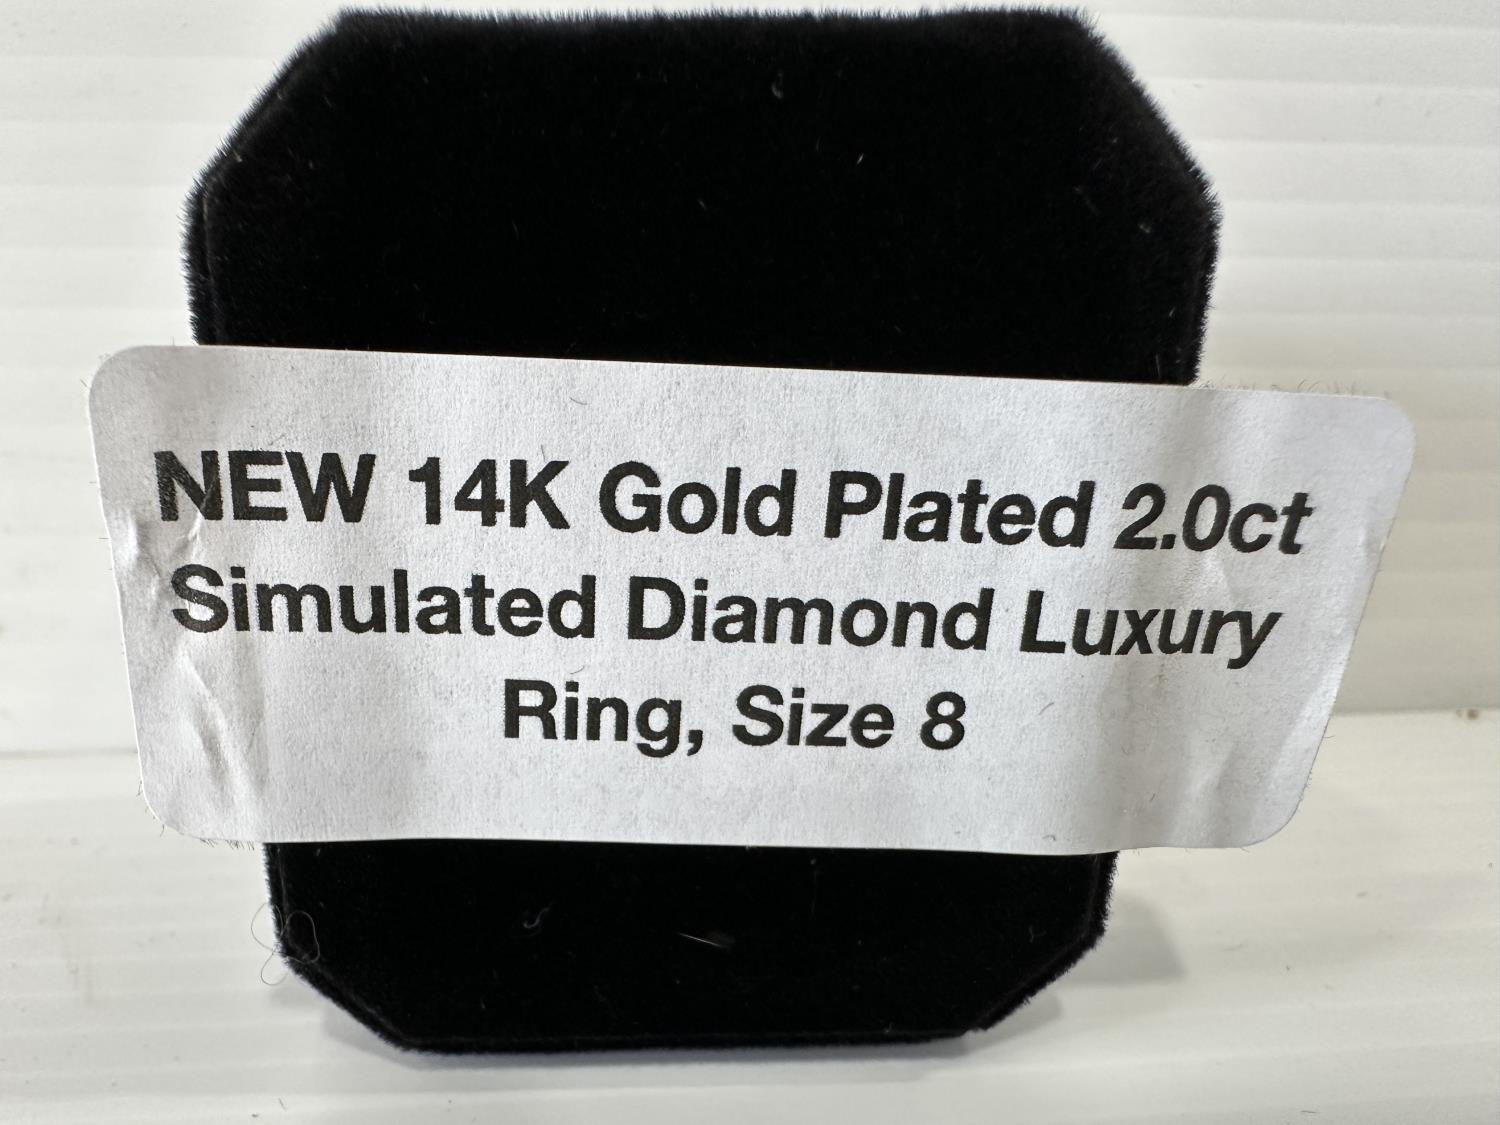 NEW 14K Gold Plated 2.0ct
Simulated Diamond Luxury
Ring, Size 8